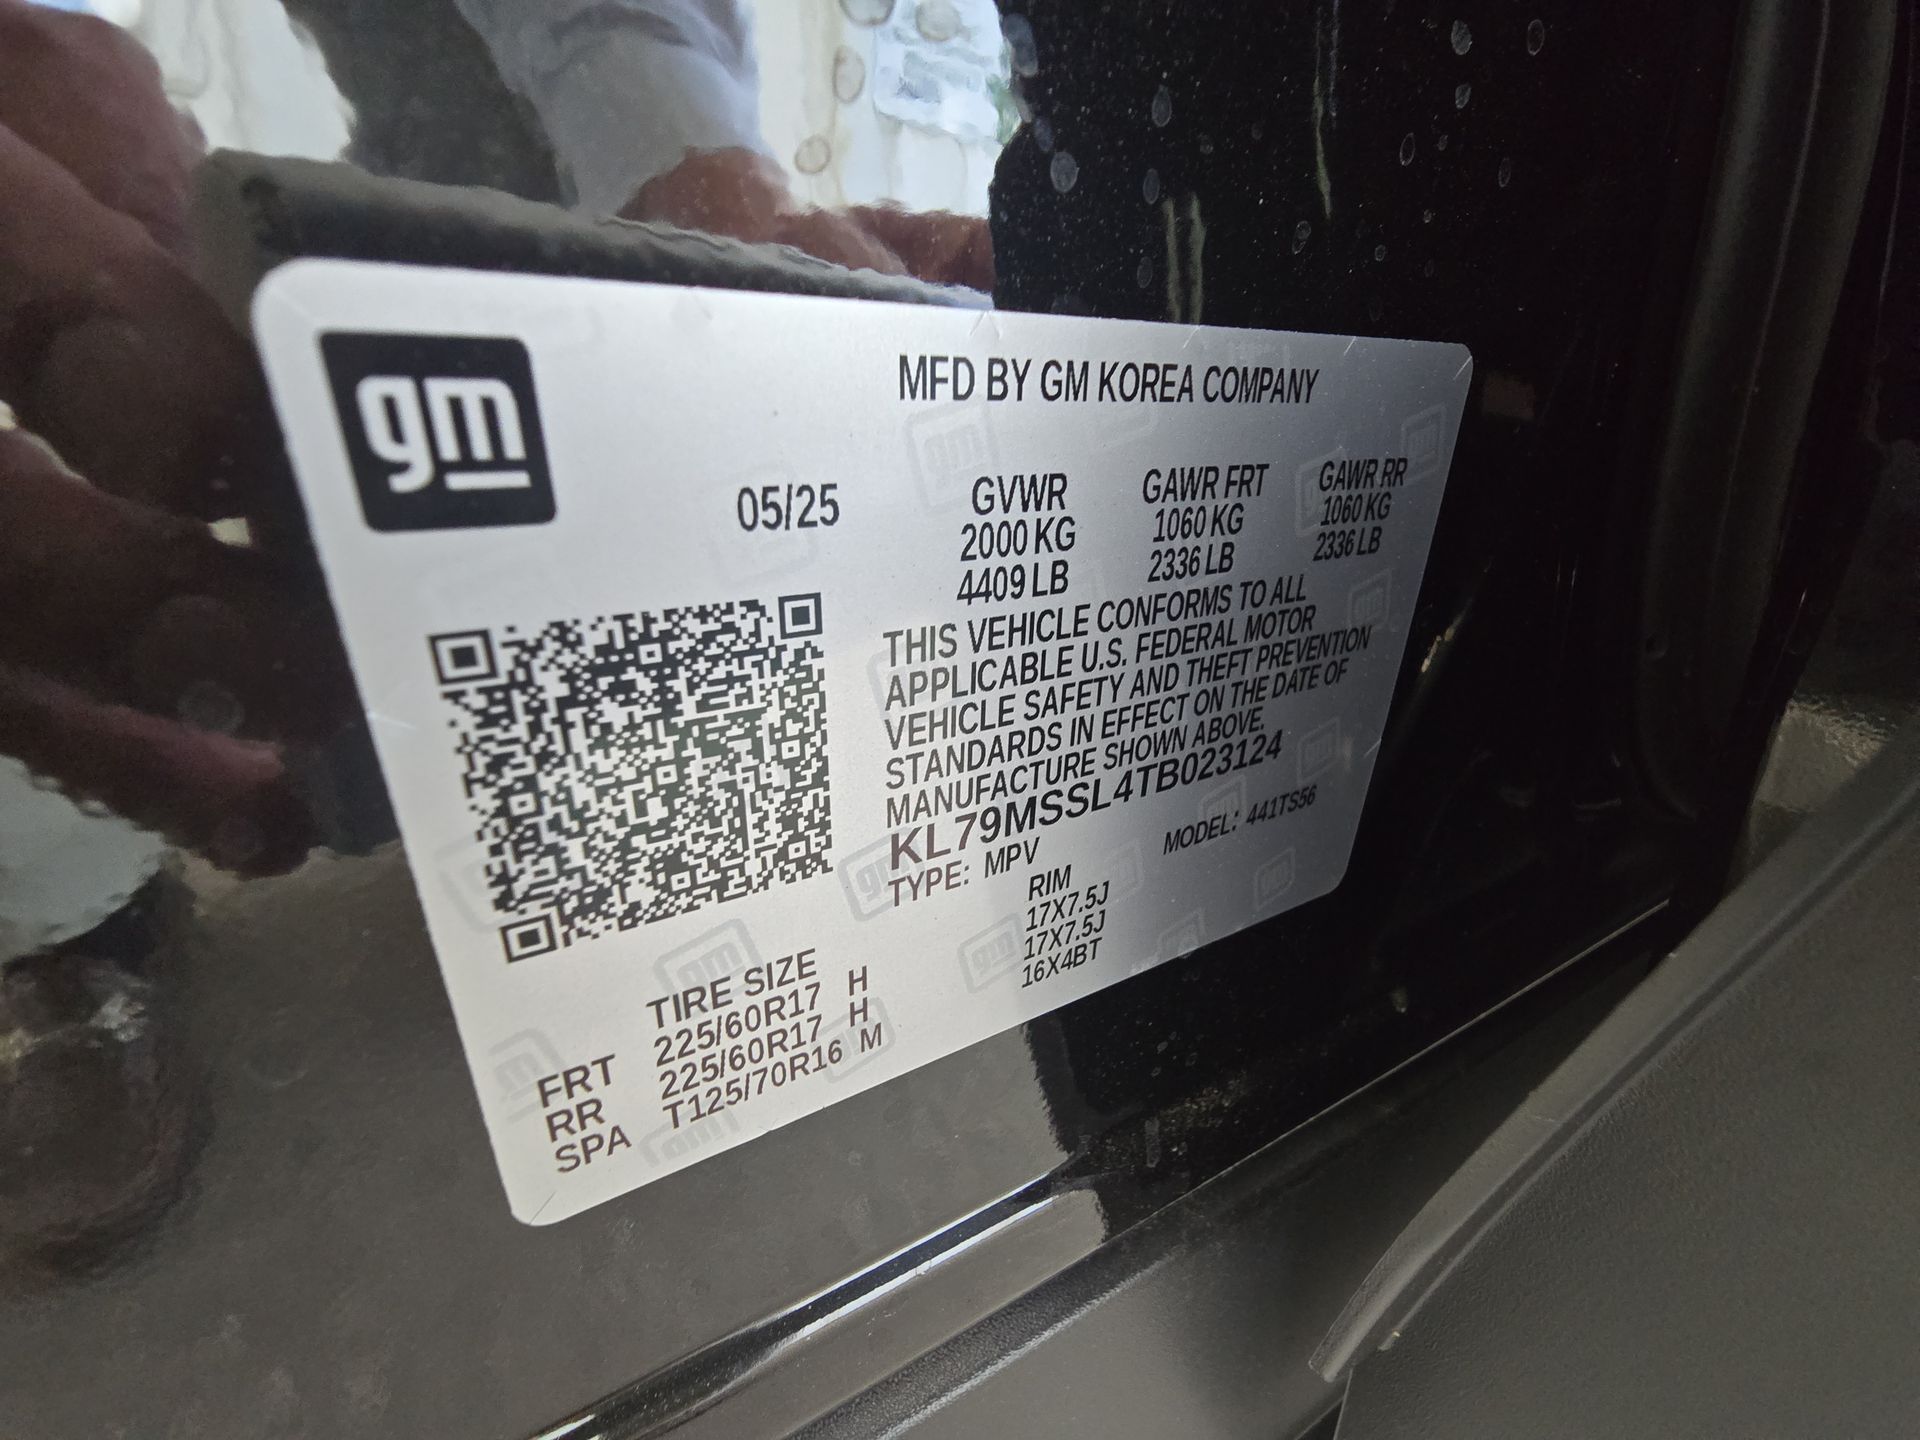 gm
MFD BY GM KOREA COMPANY
05/25
GVWR
2000 KG
4409 LB
GAWR FRT
1060 KG
2336 LB
GAWR RR
1060 KG
2336 LB
THIS VEHICLE CONFORMS TO ALL
APPLICABLE U.S. FEDERAL MOTOR
VEHICLE SAFETY AND THEFT PREVENTION
STANDARDS IN EFFECT ON THE DATE OF
MANUFACTURE SHOWN ABOVE.
KL79MSSL4TB023124
TYPE: MPV
MODEL: 441TS56
TIRE SIZE RIM
FRT 225/60R17 H 17X7.5J
RR 225/60R17 H 17X7.5J
SPA T125/70R16 M 16X4BT